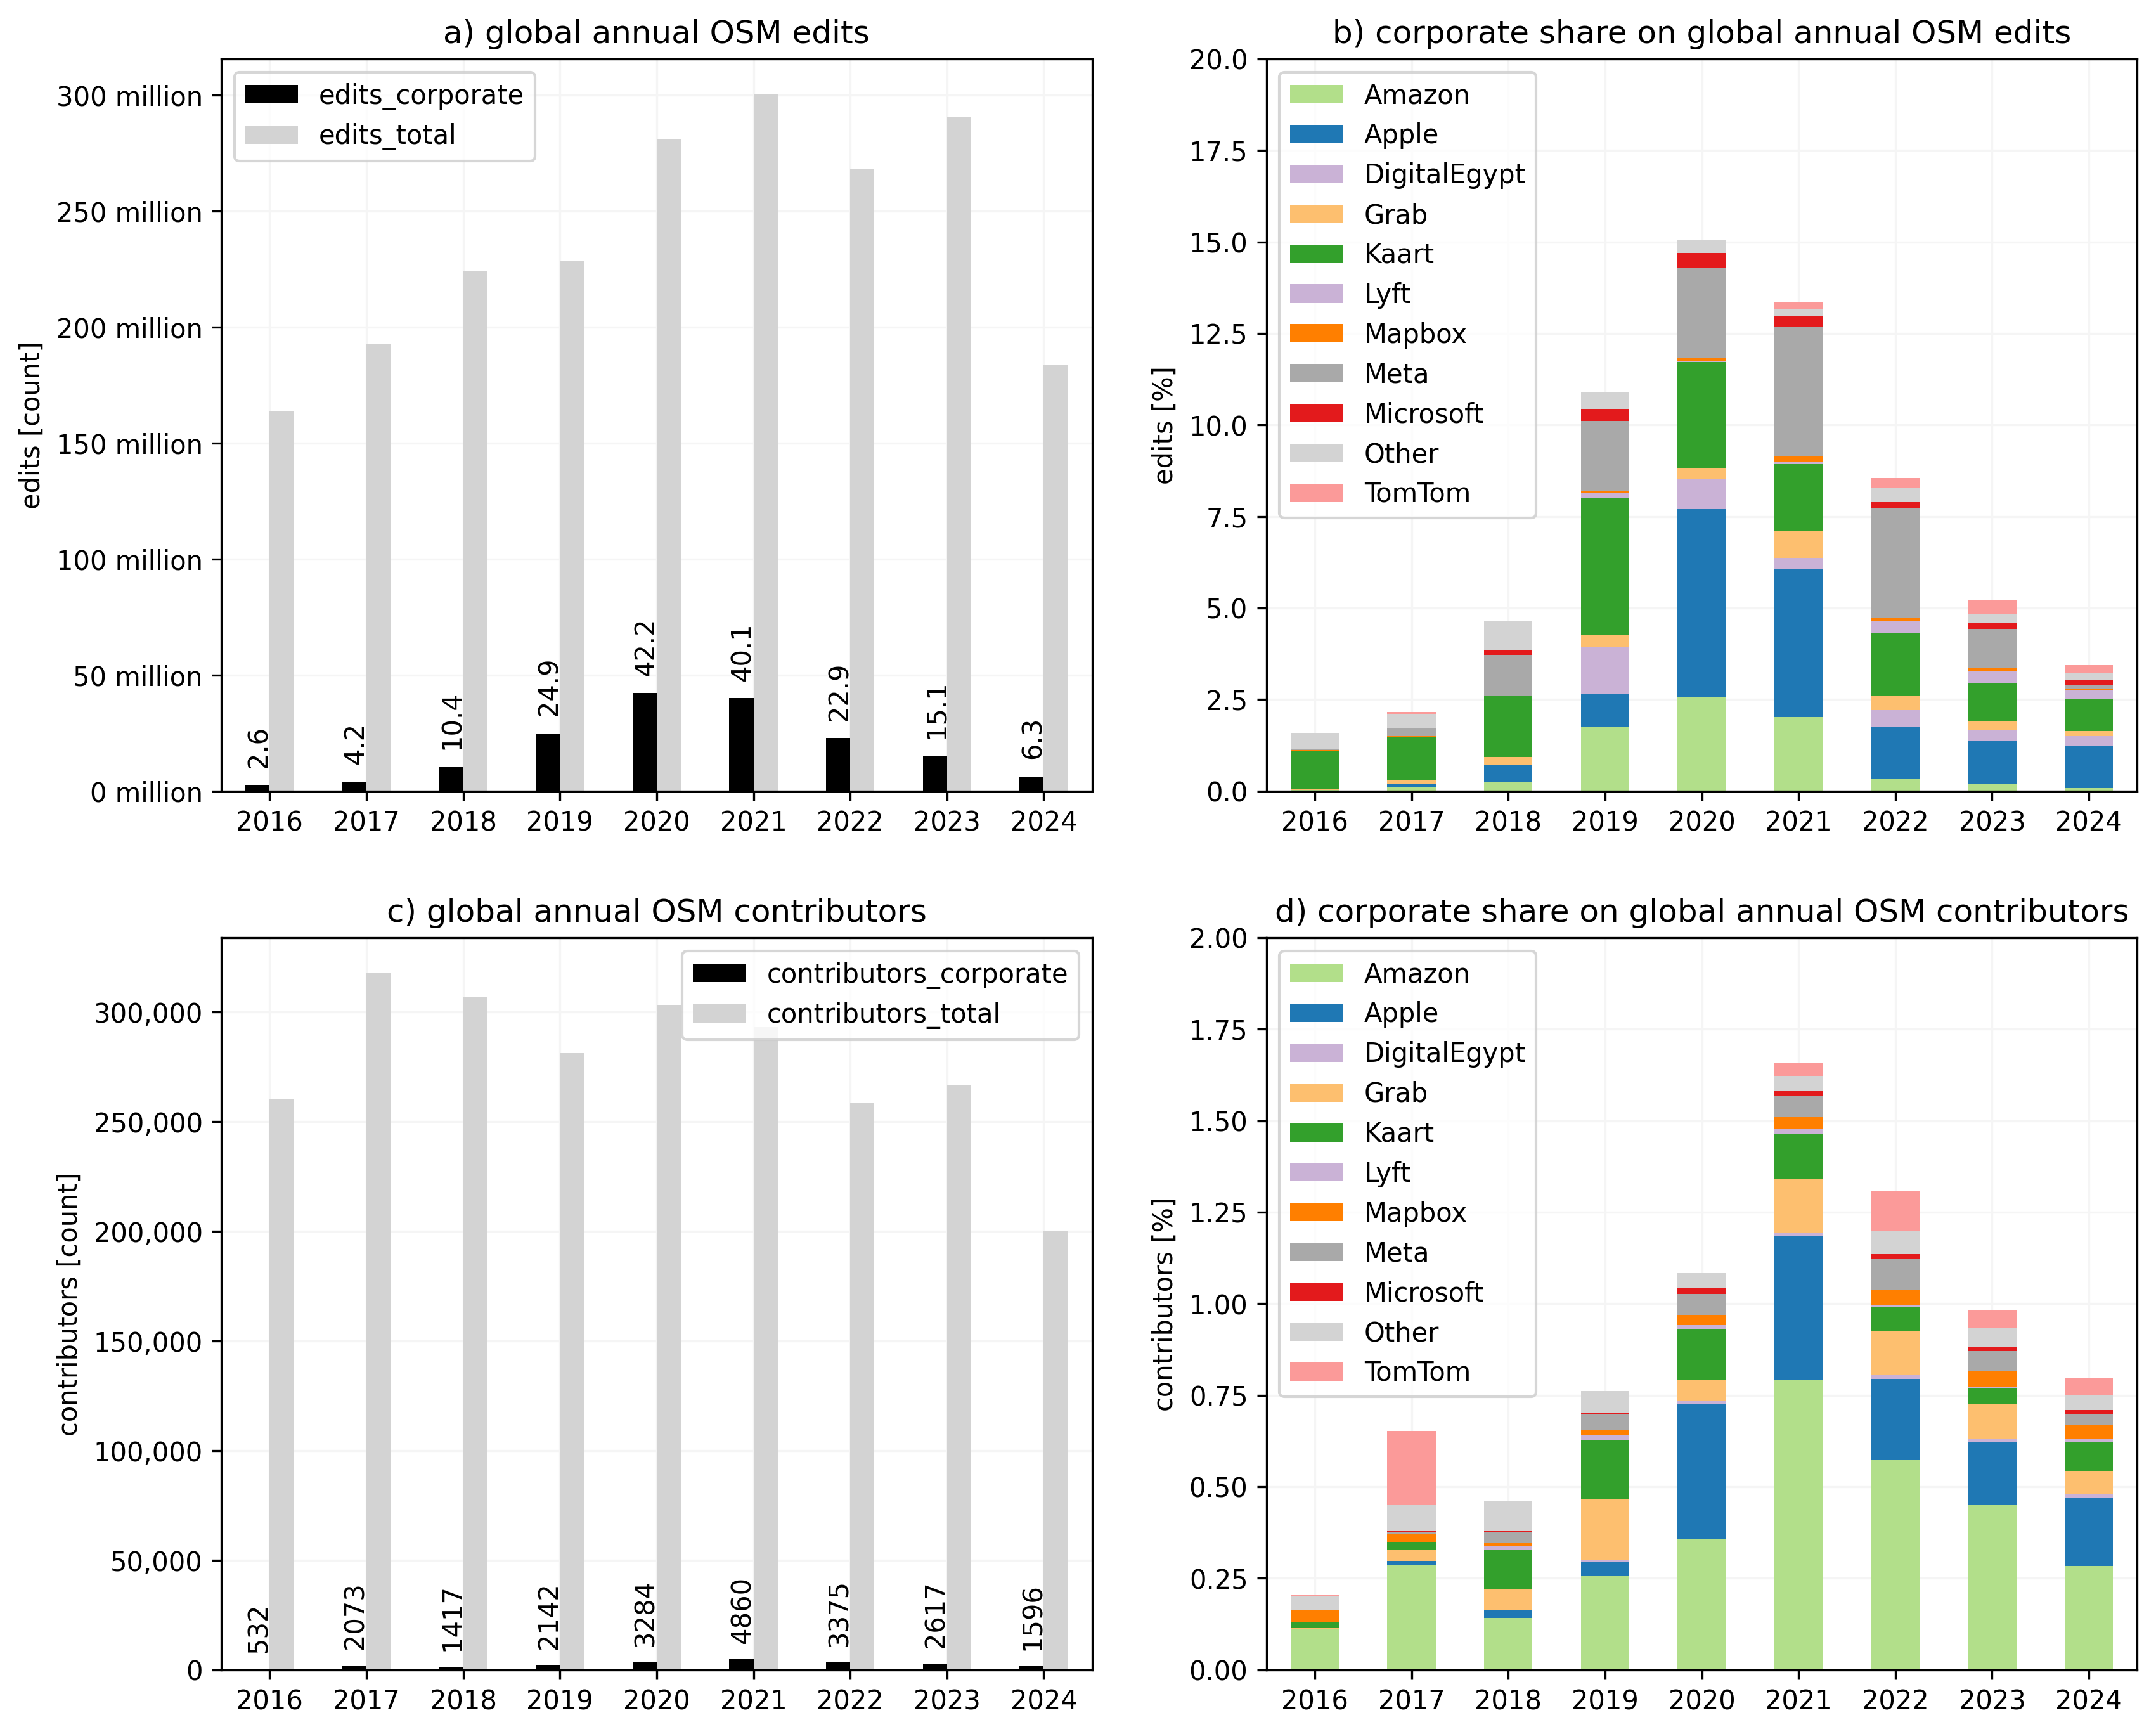 a) global annual OSM edits
edits_corporate
edits_total
300 million
250 million
200 million
150 million
100 million
50 million
0 million
edits [count]
2.6
4.2
10.4
24.9
42.2
40.1
22.9
15.1
6.3
2016 2017 2018 2019 2020 2021 2022 2023 2024
b) corporate share on global annual OSM edits
Amazon
Apple
DigitalEgypt
Grab
Kaart
Lyft
Mapbox
Meta
Microsoft
Other
TomTom
20.0
17.5
15.0
12.5
10.0
7.5
5.0
2.5
0.0
edits [%]
2016 2017 2018 2019 2020 2021 2022 2023 2024
c) global annual OSM contributors
contributors_corporate
contributors_total
300,000
250,000
200,000
150,000
100,000
50,000
0
contributors [count]
532
2073
1417
2142
3284
4860
3375
2617
1596
2016 2017 2018 2019 2020 2021 2022 2023 2024
d) corporate share on global annual OSM contributors
Amazon
Apple
DigitalEgypt
Grab
Kaart
Lyft
Mapbox
Meta
Microsoft
Other
TomTom
2.00
1.75
1.50
1.25
1.00
0.75
0.50
0.25
0.00
contributors [%]
2016 2017 2018 2019 2020 2021 2022 2023 2024